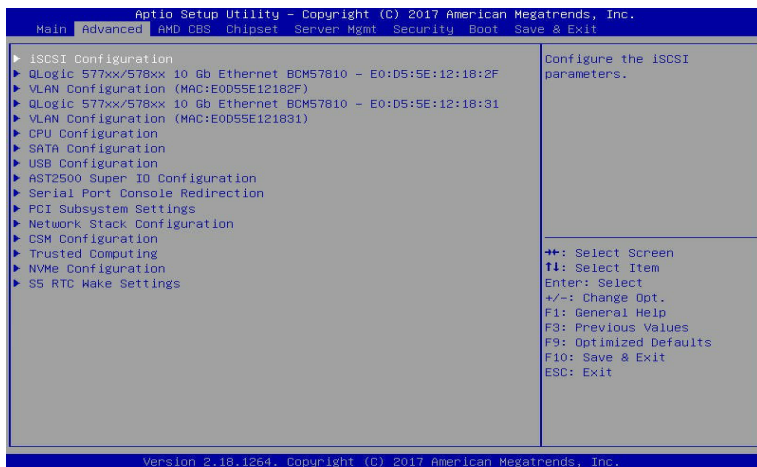 Aptio Setup Utility – Copyright (C) 2017 American Megatrends, Inc.
Main Advanced AMD CBS Chipset Server Mgmt Security Boot Save & Exit
▶ iSCSI Configuration
▶ QLogic 577xx/578xx 10 Gb Ethernet BCM57810 – E0:D5:5E:12:18:2F
▶ VLAN Configuration (MAC:E0D55E12182F)
▶ QLogic 577xx/578xx 10 Gb Ethernet BCM57810 – E0:D5:5E:12:18:31
▶ VLAN Configuration (MAC:E0D55E121831)
▶ CPU Configuration
▶ SATA Configuration
▶ USB Configuration
▶ AST2500 Super IO Configuration
▶ Serial Port Console Redirection
▶ PCI Subsystem Settings
▶ Network Stack Configuration
▶ CSM Configuration
▶ Trusted Computing
▶ NVMe Configuration
▶ S5 RTC Wake Settings
Configure the iSCSI
parameters.
→←: Select Screen
↑↓: Select Item
Enter: Select
+/-: Change Opt.
F1: General Help
F3: Previous Values
F9: Optimized Defaults
F10: Save & Exit
ESC: Exit
Version 2.18.1264. Copyright (C) 2017 American Megatrends, Inc.